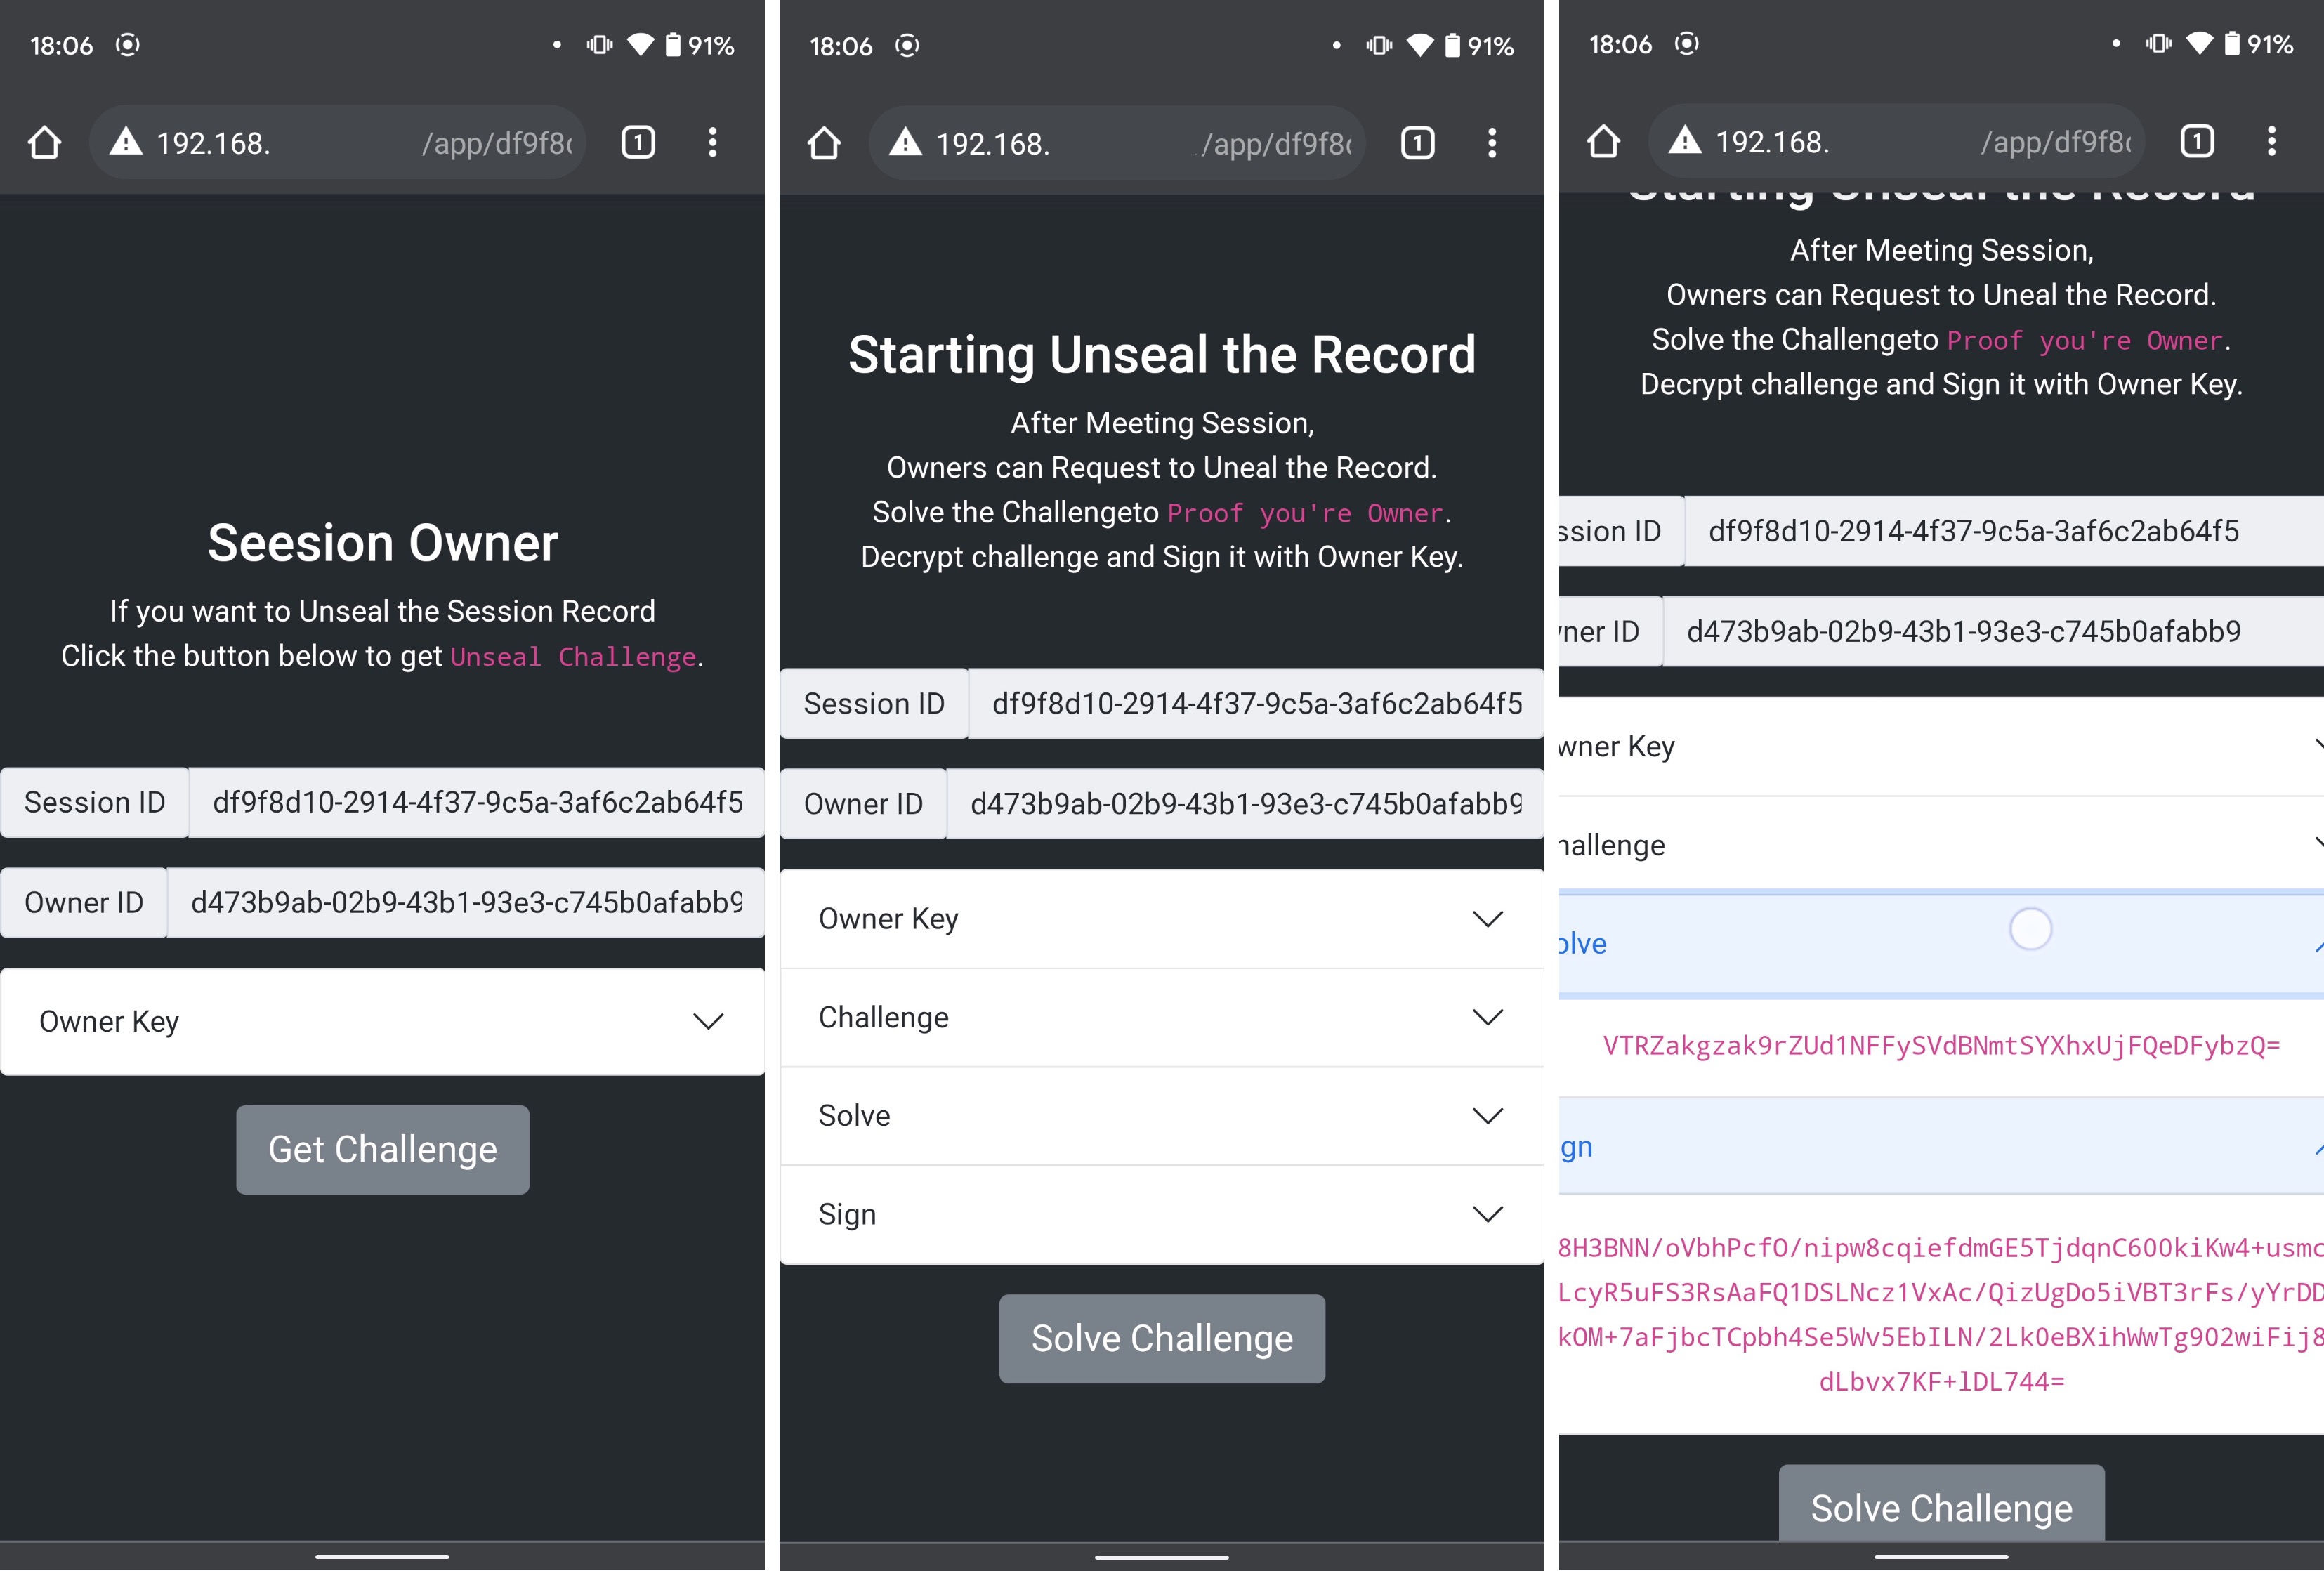 18:06
91%
192.168.
/app/df9f8
1
Seesion Owner
If you want to Unseal the Session Record
Click the button below to get Unseal Challenge.
Session ID df9f8d10-2914-4f37-9c5a-3af6c2ab64f5
Owner ID d473b9ab-02b9-43b1-93e3-c745b0afabb9
Owner Key
Get Challenge
18:06
91%
192.168.
/app/df9f8
1
Starting Unseal the Record
After Meeting Session,
Owners can Request to Uneal the Record.
Solve the Challengeto Proof you're Owner.
Decrypt challenge and Sign it with Owner Key.
Session ID df9f8d10-2914-4f37-9c5a-3af6c2ab64f5
Owner ID d473b9ab-02b9-43b1-93e3-c745b0afabb9
Owner Key
Challenge
Solve
Sign
Solve Challenge
18:06
91%
192.168.
/app/df9f8
1
Starting Unseal the Record
After Meeting Session,
Owners can Request to Uneal the Record.
Solve the Challengeto Proof you're Owner.
Decrypt challenge and Sign it with Owner Key.
ssion ID df9f8d10-2914-4f37-9c5a-3af6c2ab64f5
ner ID d473b9ab-02b9-43b1-93e3-c745b0afabb9
wner Key
hallenge
olve
VTRZakgzak9rZUd1NFFySVdBNmtSYXhxUjFQeDFybzQ=
gn
8H3BNN/oVbhPcfO/nipw8cqiefdmGE5TjdqnC600kiKw4+usmc
LcyR5uFS3RsAaFQ1DSLNcz1VxAc/QizUgDo5iVBT3rFs/yYrDD
kOM+7aFjbcTCpbh4Se5Wv5EbILN/2Lk0eBXihWwTg902wiFij8
dLbvx7KF+lDL744=
Solve Challenge